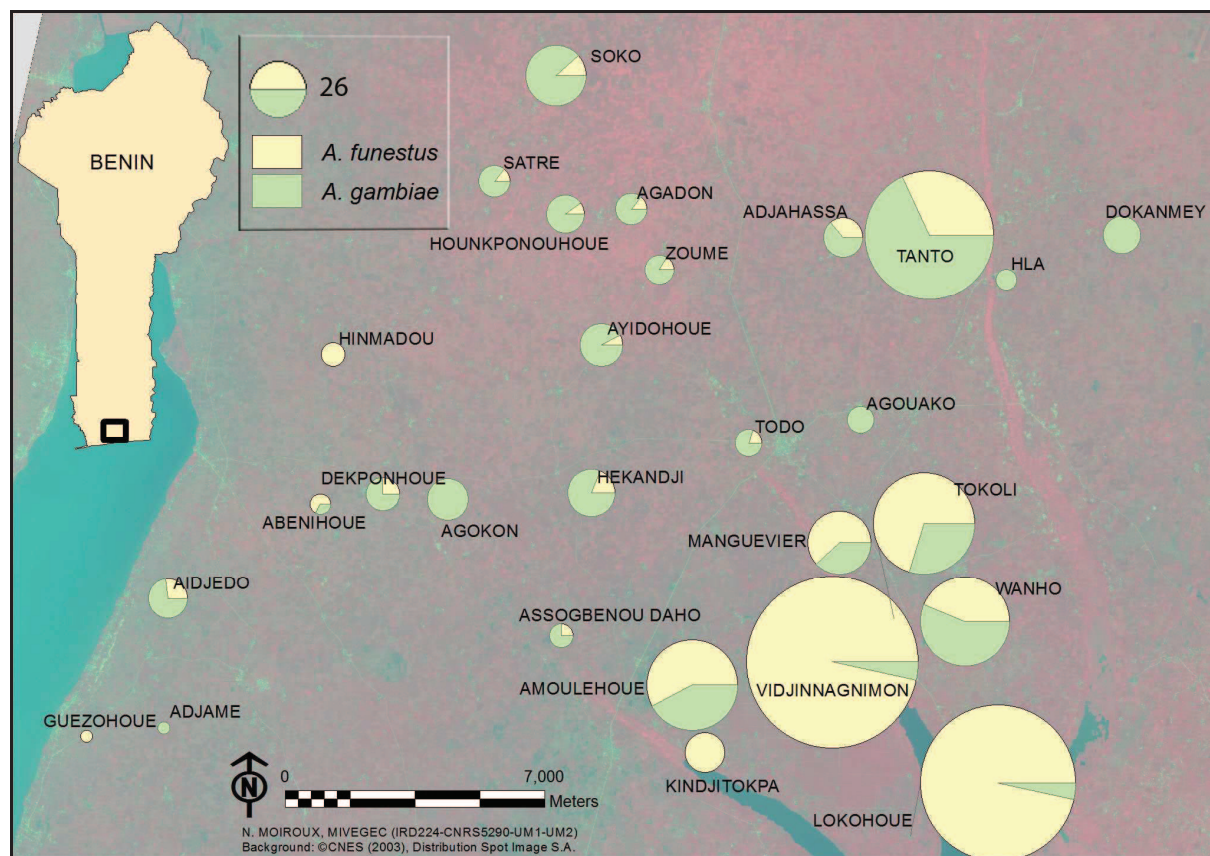 SOKO
26
BENIN
A. funestus
SATRE
A. gambiae
AGADON
ADJAHASSA
DOKANMEY
HOUNKPONOUHOUE
ZOUME
TANTO
HLA
HINMADOU
AYIDOHOUE
AGOUAKO
TODO
DEKPONHOUE
HEKANDJI
TOKOLI
ABENIHOUE
AGOKON
MANGUEVIER
AIDJEDO
WANHO
ASSOGBENOU DAHO
AMOULEHOUE
VIDJINNAGNIMON
GUEZOHOUE
ADJAME
N
0
7,000
Meters
KINDJITOKPA
LOKOHOUE
N. MOIROUX, MIVEGEC (IRD224-CNRS5290-UM1-UM2)
Background: ©CNES (2003), Distribution Spot Image S.A.